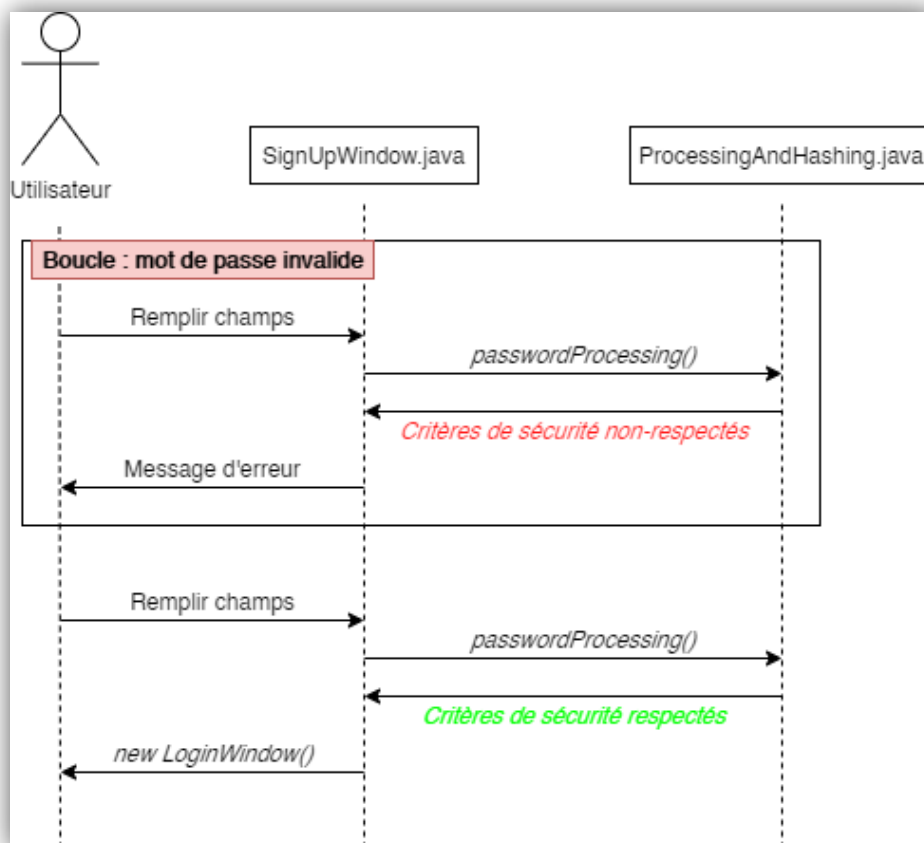 SignUpWindow.java
ProcessingAndHashing.java
Utilisateur
Boucle : mot de passe invalide
Remplir champs
passwordProcessing()
Critères de sécurité non-respectés
Message d'erreur
Remplir champs
passwordProcessing()
Critères de sécurité respectés
new LoginWindow()